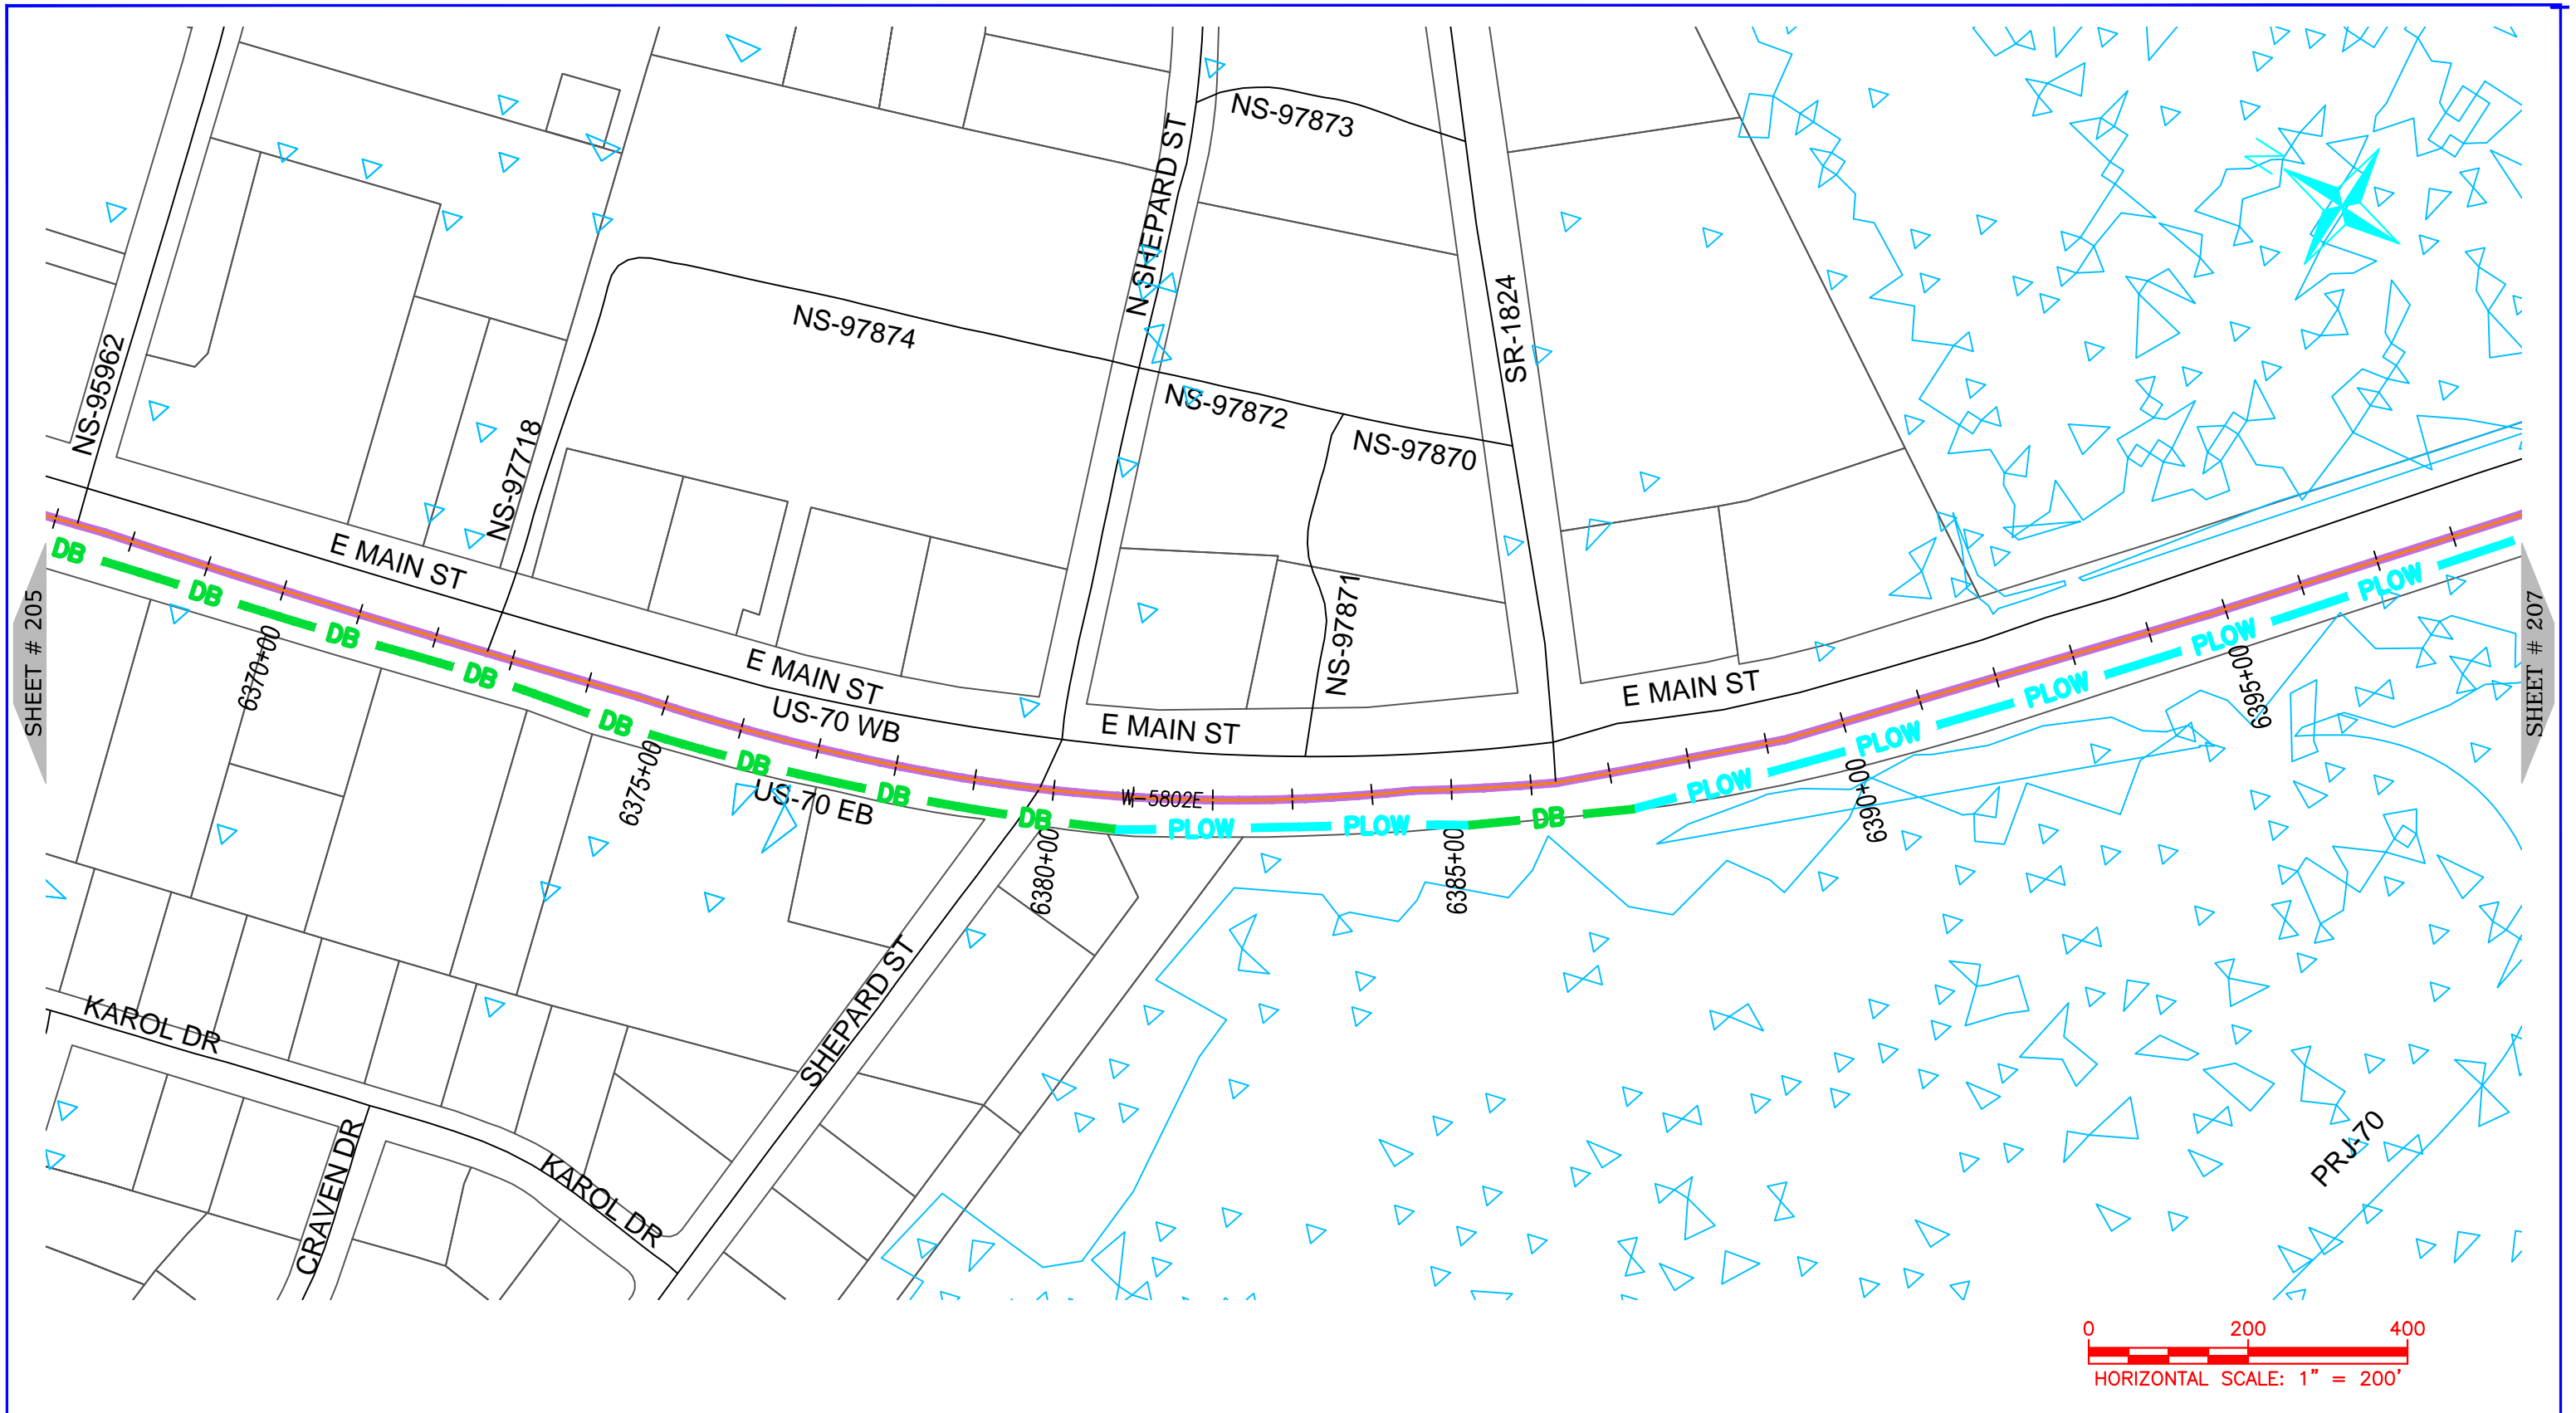 NS-97873
N SHEPARD ST
SR-1824
NS-97874
NS-95962
NS-97872
NS-97870
NS-97718
E MAIN ST
DB
DB
DB
DB
DB
DB
DB
DB
DB
PLOW
PLOW
PLOW
PLOW
PLOW
PLOW
PLOW
SHEET # 205
SHEET # 207
6370+00
NS-97871
E MAIN ST
E MAIN ST
US-70 WB
E MAIN ST
6395+00
6375+00
US-70 EB
W-5802E
6390+00
6380+00
6385+00
SHEPARD ST
KAROL DR
CRAVEN DR
KAROL DR
PRJ-70
0 200 400
HORIZONTAL SCALE: 1" = 200'